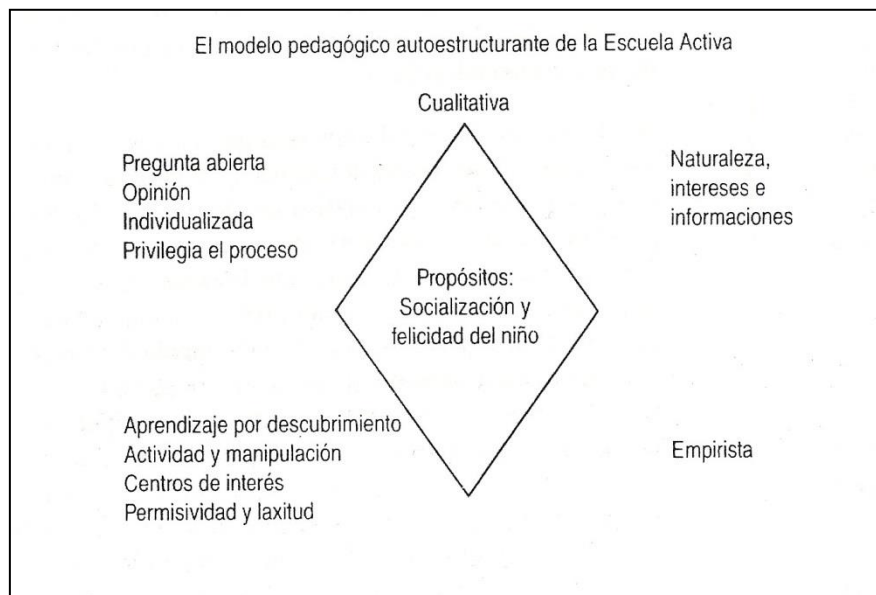 El modelo pedagógico autoestructurante de la Escuela Activa
Cualitativa
Pregunta abierta
Opinión
Individualizada
Privilegia el proceso
Naturaleza,
intereses e
informaciones
Propósitos:
Socialización y
felicidad del niño
Aprendizaje por descubrimiento
Actividad y manipulación
Centros de interés
Permisividad y laxitud
Empirista